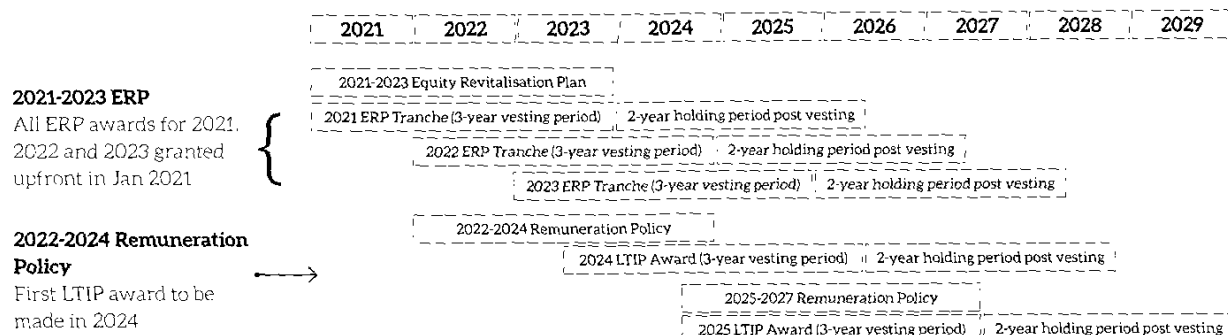 2021 2022 2023 2024 2025 2026 2027 2028 2029
2021-2023 Equity Revitalisation Plan
2021-2023 ERP
All ERP awards for 2021,
2022 and 2023 granted
upfront in Jan 2021
2021 ERP Tranche (3-year vesting period) 2-year holding period post vesting
2022 ERP Tranche (3-year vesting period) 2-year holding period post vesting
2023 ERP Tranche (3-year vesting period) 2-year holding period post vesting
2022-2024 Remuneration
Policy
First LTIP award to be
made in 2024
2022-2024 Remuneration Policy
2024 LTIP Award (3-year vesting period) 2-year holding period post vesting
2025-2027 Remuneration Policy
2025 LTIP Award (3-year vesting period) 2-year holding period post vesting